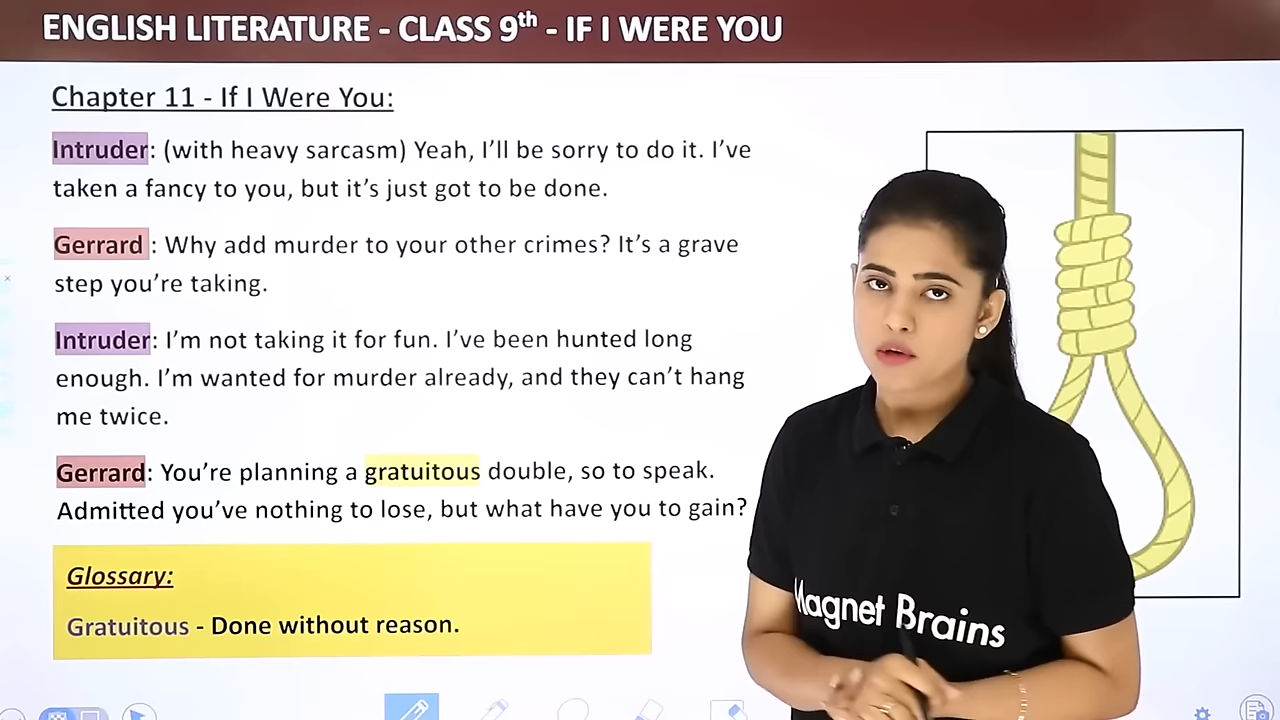 ENGLISH LITERATURE - CLASS 9th - IF I WERE YOU
Chapter 11 - If I Were You:
Intruder: (with heavy sarcasm) Yeah, I'll be sorry to do it. I've
taken a fancy to you, but it's just got to be done.
Gerrard : Why add murder to your other crimes? It's a grave
step you're taking.
Intruder: I'm not taking it for fun. I've been hunted long
enough. I'm wanted for murder already, and they can't hang
me twice.
Gerrard: You're planning a gratuitous double, so to speak.
Admitted you've nothing to lose, but what have you to gain?
Glossary:
Gratuitous - Done without reason.
Magnet Brains